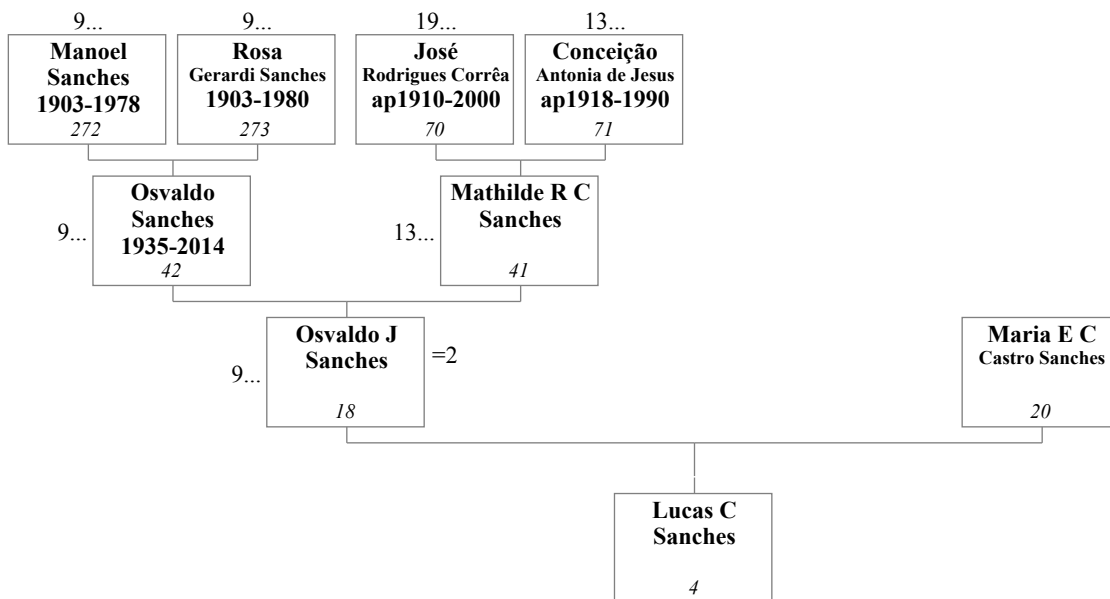 9...
9...
19...
13...
Manoel
Sanches
1903-1978
272
Rosa
Gerardi Sanches
1903-1980
273
José
Rodrigues Corrêa
ap1910-2000
70
Conceição
Antonia de Jesus
ap1918-1990
71
9...
Osvaldo
Sanches
1935-2014
42
13...
Mathilde R C
Sanches
41
9...
Osvaldo J
Sanches
18
=2
Maria E C
Castro Sanches
20
Lucas C
Sanches
4